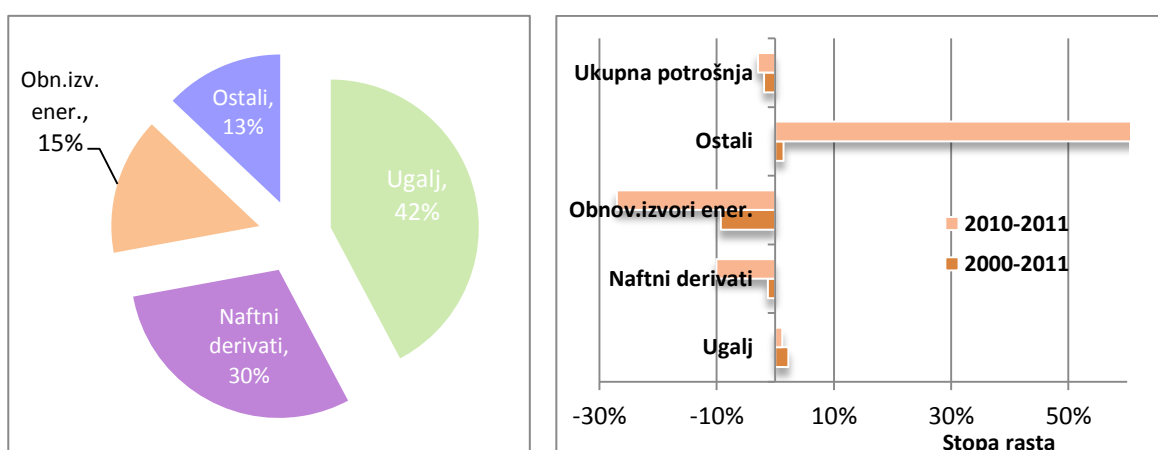 Obn.izv.
ener.,
15%
Ostali,
13%
Ugalj,
42%
Naftni
derivati,
30%
Ukupna potrošnja
Ostali
Obnov.izvori ener.
Naftni derivati
Ugalj
2010-2011
2000-2011
-30% -10% 10% 30% 50%
Stopa rasta